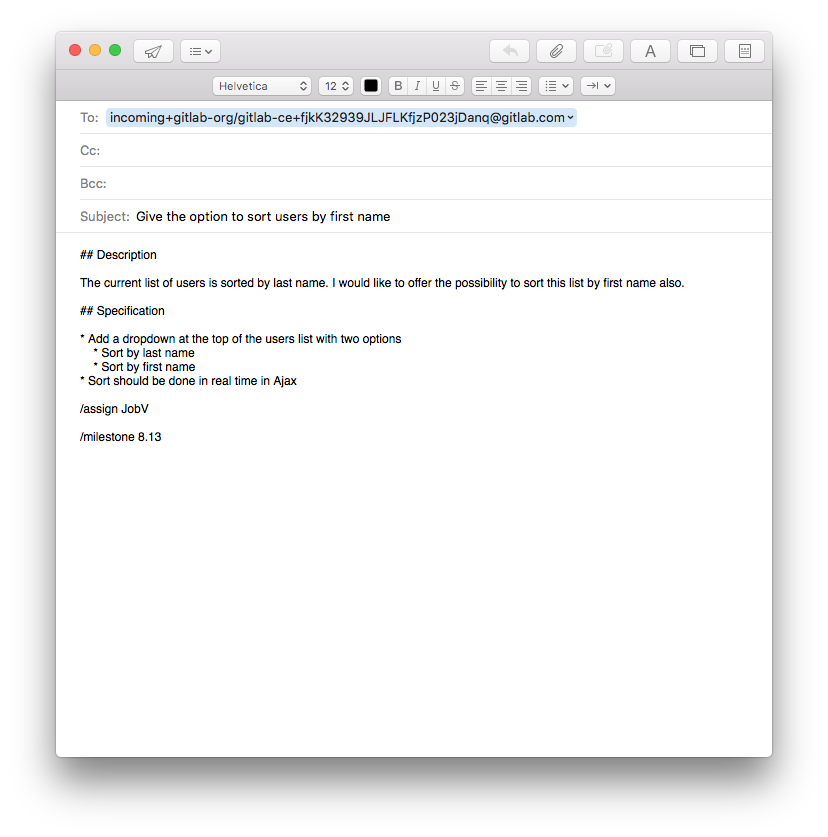 Helvetica 12 B I U S
To: incoming+gitlab-org/gitlab-ce+fjkK32939JLJFLKfjzP023jDanq@gitlab.com
Cc:
Bcc:
Subject: Give the option to sort users by first name
## Description
The current list of users is sorted by last name. I would like to offer the possibility to sort this list by first name also.
## Specification
* Add a dropdown at the top of the users list with two options
* Sort by last name
* Sort by first name
* Sort should be done in real time in Ajax
/assign JobV
/milestone 8.13